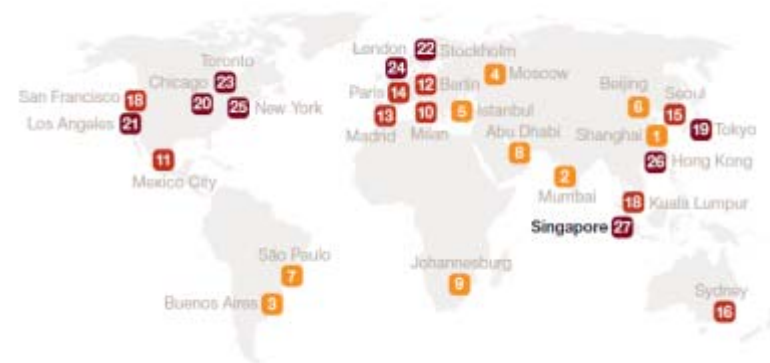 London 22 Stockholm
Toronto 24 4 Moscow
Chicago 23 12 Berlin Beijing
San Francisco 18 20 25 New York Paris 14 5 Istanbul 6 Seoul
Los Angeles 21 13 10 Abu Dhabi Shanghai 1 15 19 Tokyo
Madrid Milan 8 26 Hong Kong
11 2
Mexico City Mumbai 18 Kuala Lumpur
Singapore 27
São Paulo Johannesburg
7 9 Sydney
Buenos Aires 3 16